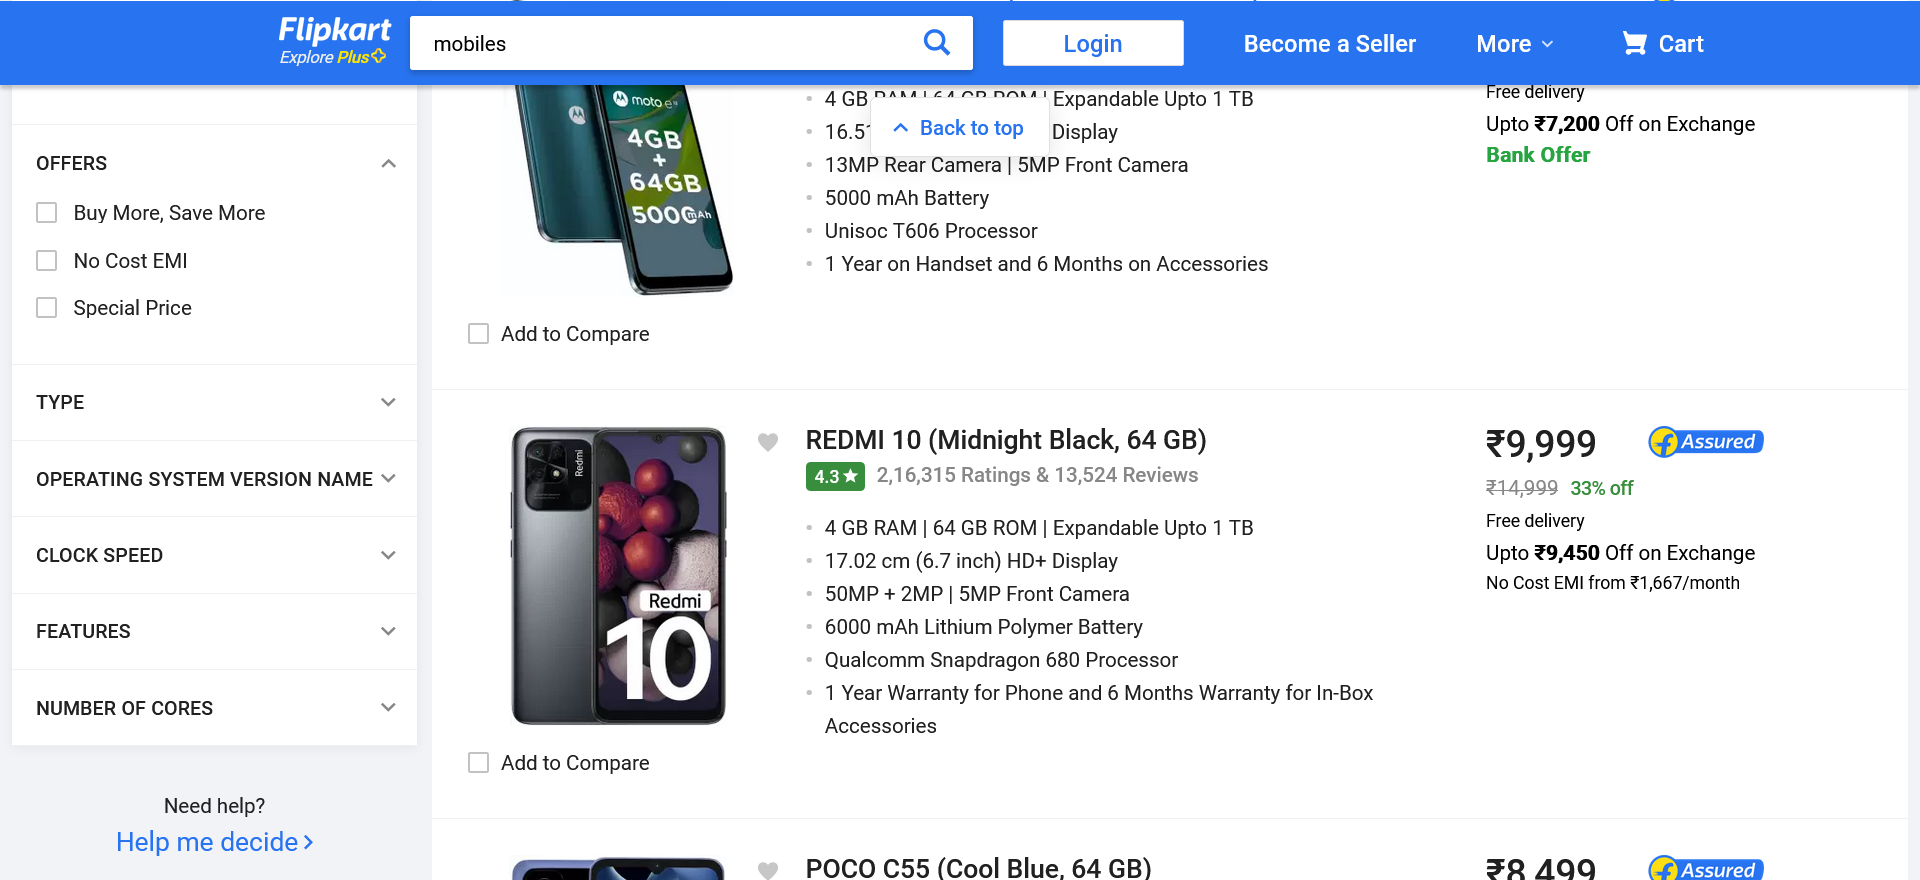 Flipkart
Explore Plus
mobiles
Login
Become a Seller
More
Cart
OFFERS
Buy More, Save More
No Cost EMI
Special Price
TYPE
OPERATING SYSTEM VERSION NAME
CLOCK SPEED
FEATURES
NUMBER OF CORES
Need help?
Help me decide
Back to top
moto e
4GB
+
64GB
5000mAh
4 GB RAM | 64 GB ROM | Expandable Upto 1 TB
16.51 Display
13MP Rear Camera | 5MP Front Camera
5000 mAh Battery
Unisoc T606 Processor
1 Year on Handset and 6 Months on Accessories
Add to Compare
Free delivery
Upto ₹7,200 Off on Exchange
Bank Offer
Redmi
Redmi
10
REDMI 10 (Midnight Black, 64 GB)
4.3 ★ 2,16,315 Ratings & 13,524 Reviews
4 GB RAM | 64 GB ROM | Expandable Upto 1 TB
17.02 cm (6.7 inch) HD+ Display
50MP + 2MP | 5MP Front Camera
6000 mAh Lithium Polymer Battery
Qualcomm Snapdragon 680 Processor
1 Year Warranty for Phone and 6 Months Warranty for In-Box
Accessories
Add to Compare
₹9,999
Assured
₹14,999 33% off
Free delivery
Upto ₹9,450 Off on Exchange
No Cost EMI from ₹1,667/month
POCO C55 (Cool Blue, 64 GB)
₹8,499
Assured